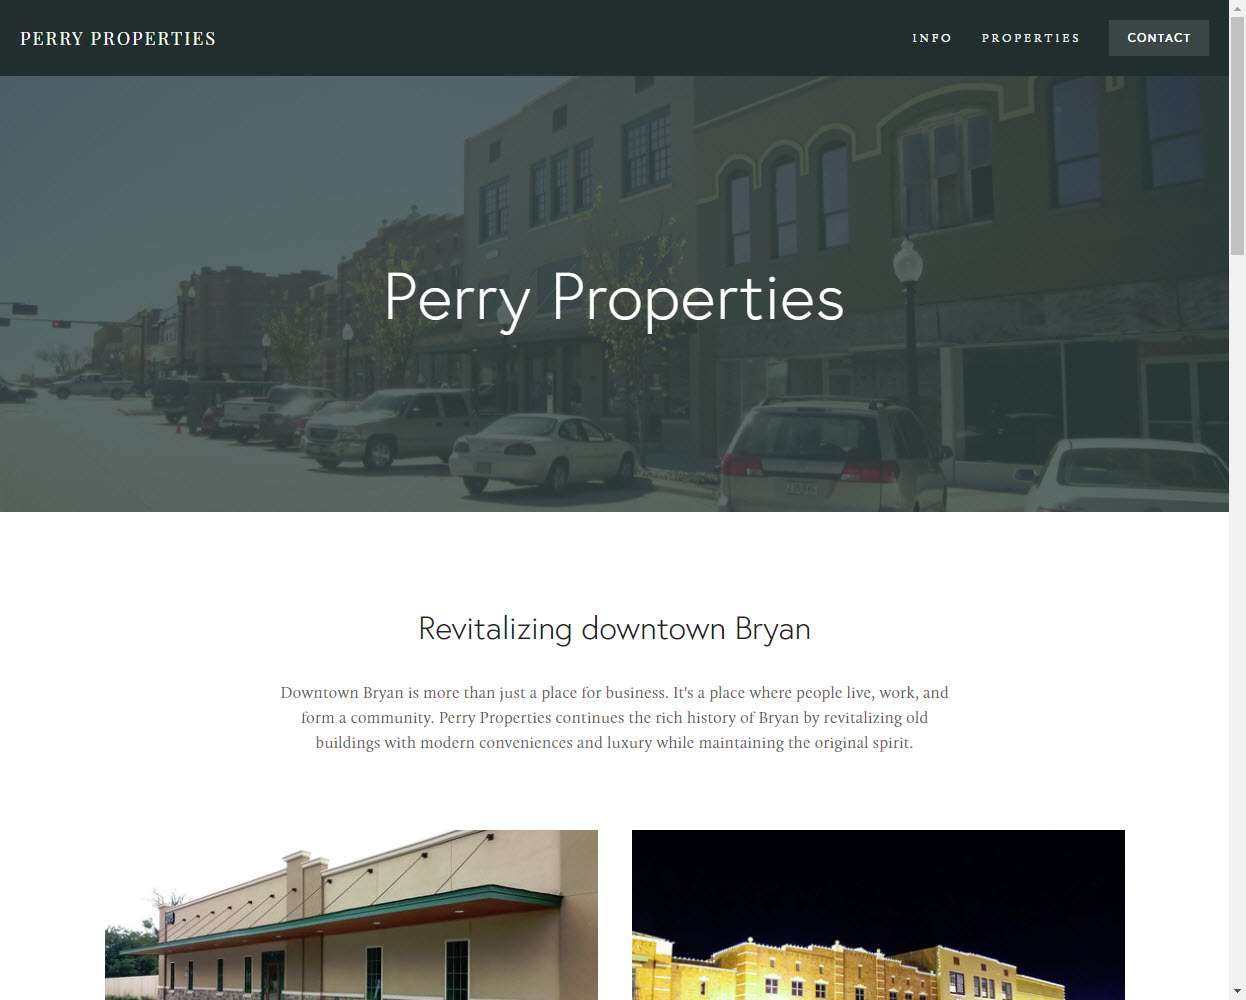 PERRY PROPERTIES
INFO
PROPERTIES
CONTACT
Perry Properties
Revitalizing downtown Bryan
Downtown Bryan is more than just a place for business. It's a place where people live, work, and
form a community. Perry Properties continues the rich history of Bryan by revitalizing old
buildings with modern conveniences and luxury while maintaining the original spirit.